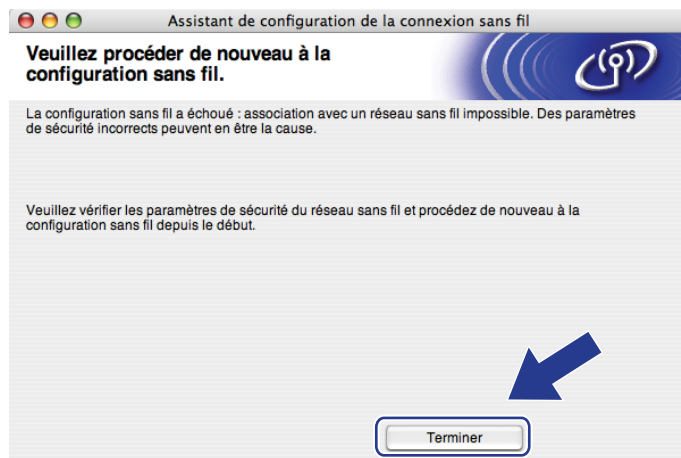 Assistant de configuration de la connexion sans fil
Veuillez procéder de nouveau à la
configuration sans fil.
La configuration sans fil a échoué : association avec un réseau sans fil impossible. Des paramètres
de sécurité incorrects peuvent en être la cause.
Veuillez vérifier les paramètres de sécurité du réseau sans fil et procédez de nouveau à la
configuration sans fil depuis le début.
Terminer